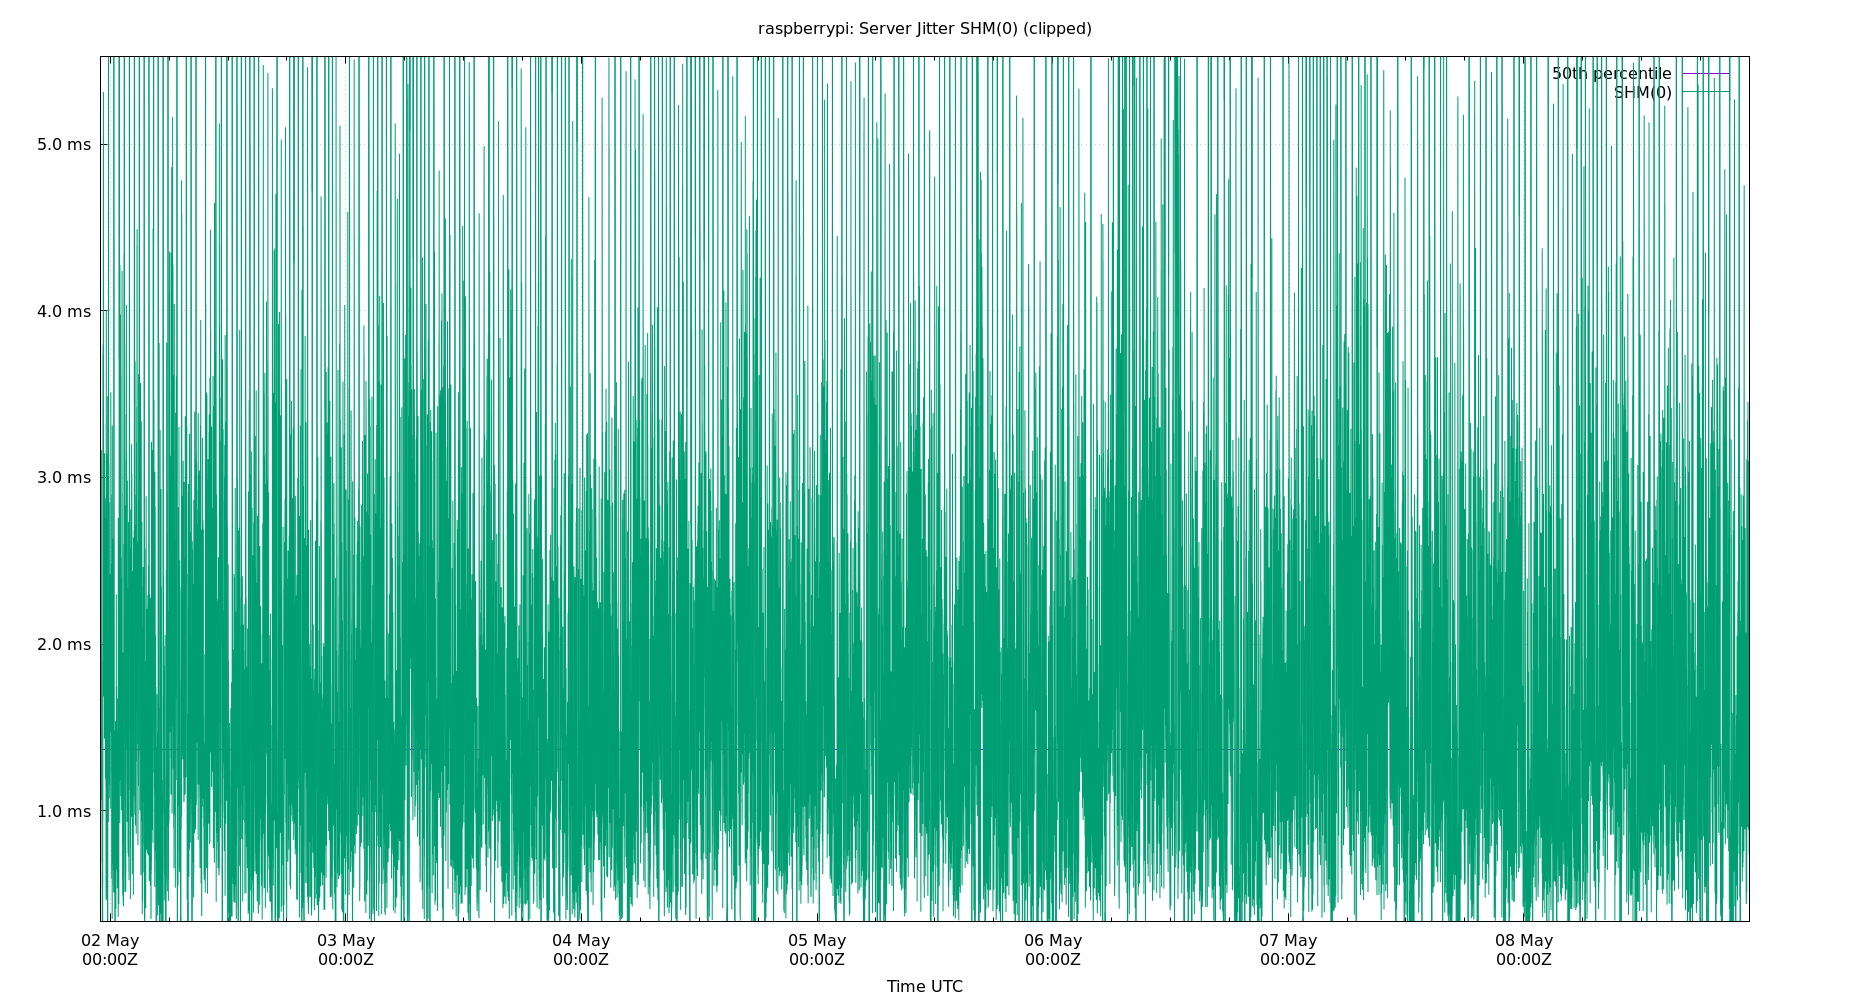 raspberrypi: Server Jitter SHM(0) (clipped)
50th percentile
SHM(0)
5.0 ms
4.0 ms
3.0 ms
2.0 ms
1.0 ms
02 May 03 May 04 May 05 May 06 May 07 May 08 May
00:00Z 00:00Z 00:00Z 00:00Z 00:00Z 00:00Z 00:00Z
Time UTC